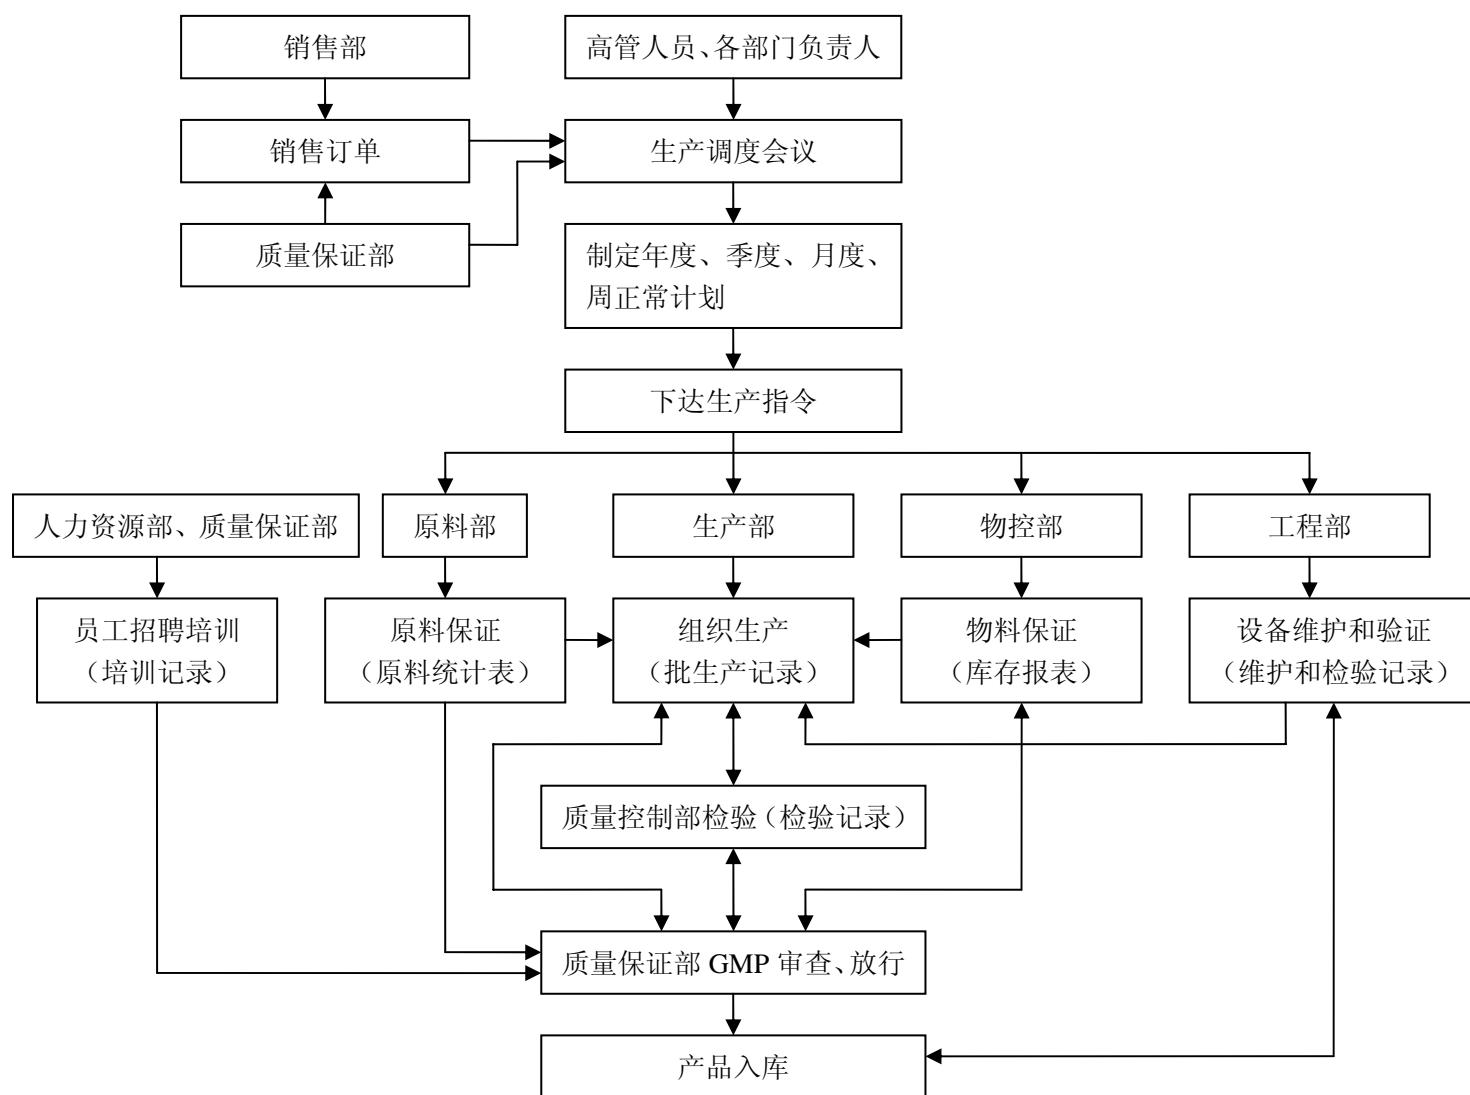 销售部
高管人员、各部门负责人
销售订单
生产调度会议
质量保证部
制定年度、季度、月度、
周正常计划
下达生产指令
人力资源部、质量保证部
原料部
生产部
物控部
工程部
员工招聘培训
（培训记录）
原料保证
（原料统计表）
组织生产
（批生产记录）
物料保证
（库存报表）
设备维护和验证
（维护和检验记录）
质量控制部检验（检验记录）
质量保证部 GMP 审查、放行
产品入库